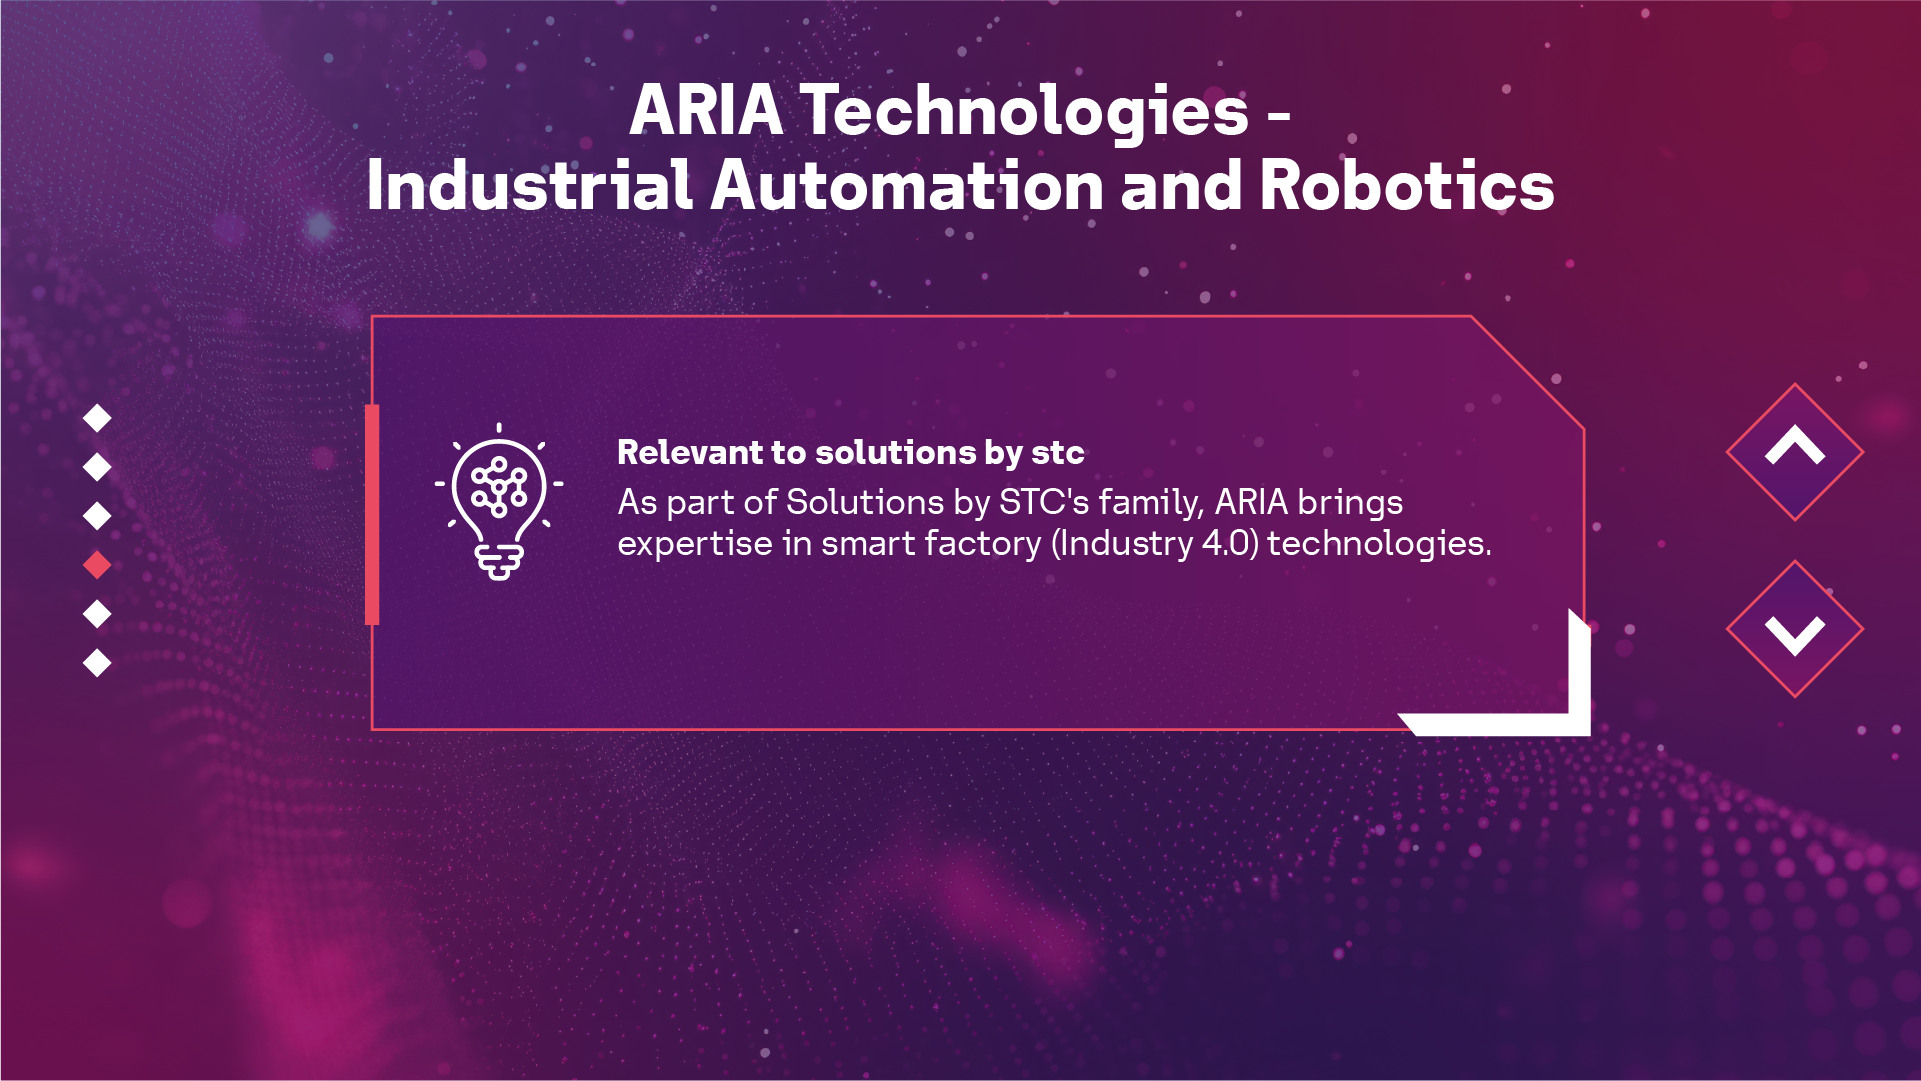 ARIA Technologies -
Industrial Automation and Robotics
Relevant to solutions by stc
As part of Solutions by STC's family, ARIA brings
expertise in smart factory (Industry 4.0) technologies.